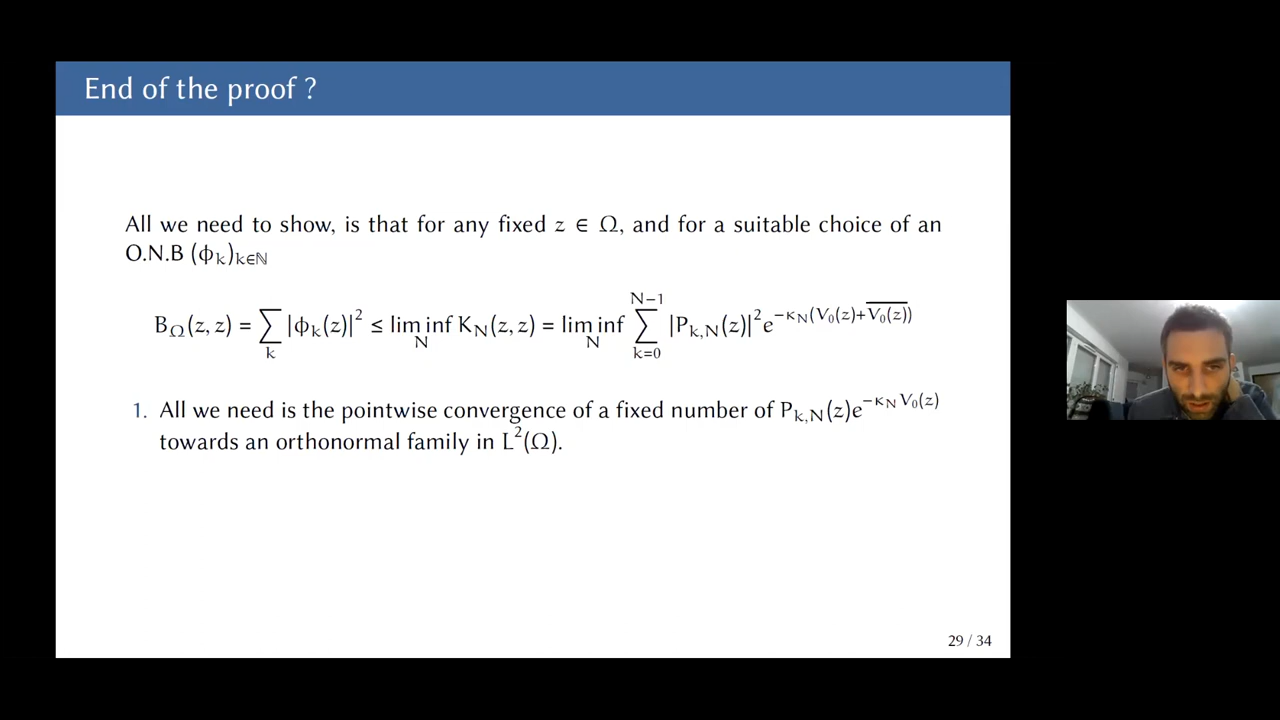 End of the proof ?
All we need to show, is that for any fixed z ∈ Ω, and for a suitable choice of an
O.N.B (ϕ_k)_{k∈ℕ}
B_Ω(z, z) = ∑_k |ϕ_k(z)|² ≤ lim inf_N K_N(z, z) = lim inf_N ∑_{k=0}^{N−1} |P_{k,N}(z)|² e^{−κ_N(V_0(z)+\overline{V_0(z)})}
1. All we need is the pointwise convergence of a fixed number of P_{k,N}(z)e^{−κ_N V_0(z)}
towards an orthonormal family in L²(Ω).
29 / 34